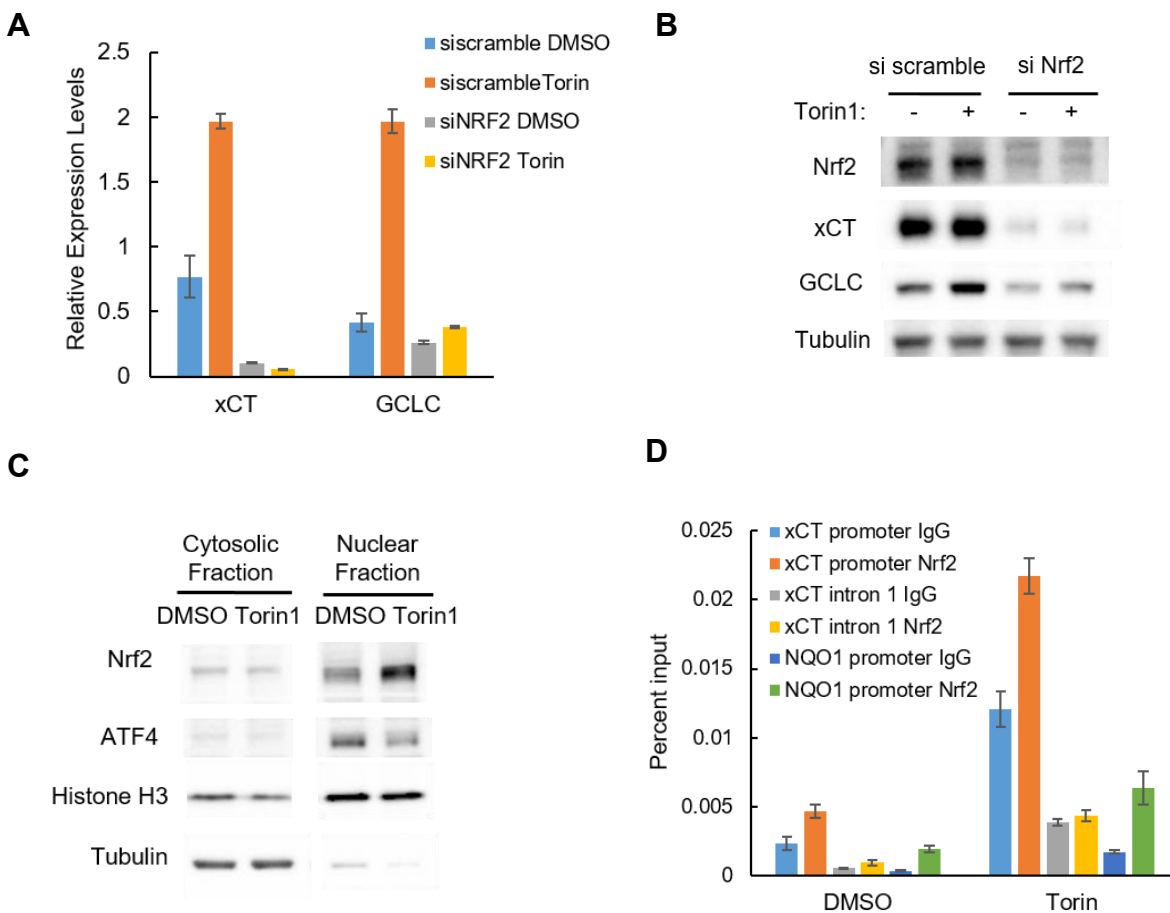 A
2.5
2
1.5
1
0.5
0
Relative Expression Levels
xCT
GCLC
siscramble DMSO
siscrambleTorin
siNRF2 DMSO
siNRF2 Torin
B
si scramble
si Nrf2
Torin1:
-
+
-
+
Nrf2
xCT
GCLC
Tubulin
C
Cytosolic
Fraction
Nuclear
Fraction
DMSO Torin1
DMSO Torin1
Nrf2
ATF4
Histone H3
Tubulin
D
0.025
0.02
0.015
0.01
0.005
0
Percent input
xCT promoter IgG
xCT promoter Nrf2
xCT intron 1 IgG
xCT intron 1 Nrf2
NQO1 promoter IgG
NQO1 promoter Nrf2
DMSO
Torin